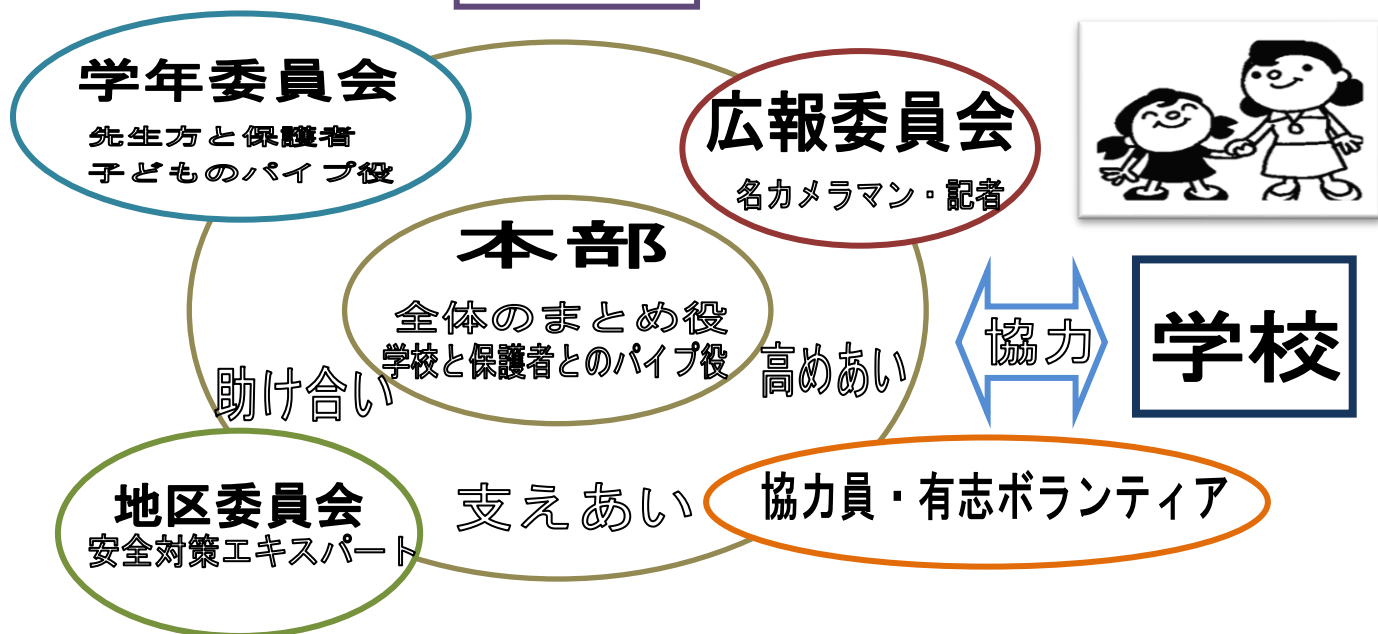 学年委員会
先生方と保護者
子どものパイプ役
広報委員会
名カメラマン・記者
本部
全体のまとめ役
学校と保護者とのパイプ役
助け合い
高めあい
協力
学校
地区委員会
安全対策エキスパート
支えあい
協力員・有志ボランティア